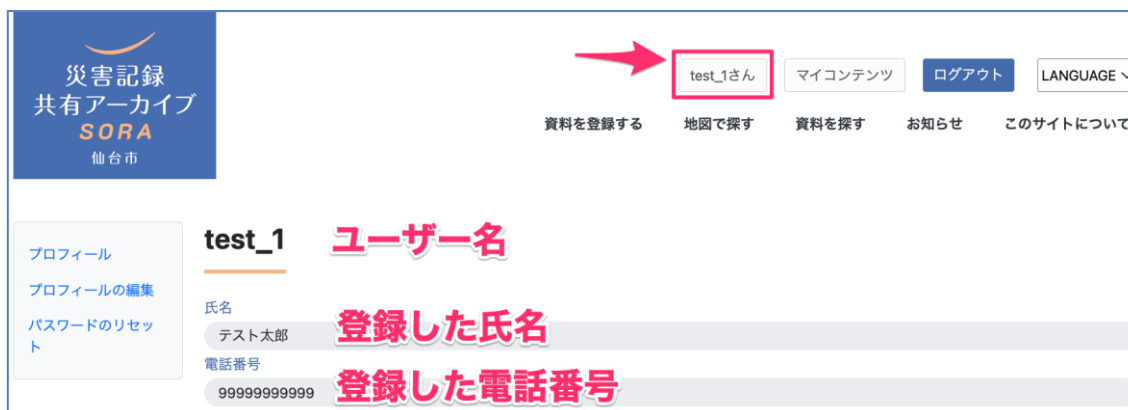 災害記録
共有アーカイブ
SORA
仙台市
test_1さん
マイコンテンツ
ログアウト
LANGUAGE
資料を登録する
地図で探す
資料を探す
お知らせ
このサイトについて
プロフィール
プロフィールの編集
パスワードのリセッ
ト
test_1
ユーザー名
氏名
テスト太郎
登録した氏名
電話番号
99999999999
登録した電話番号